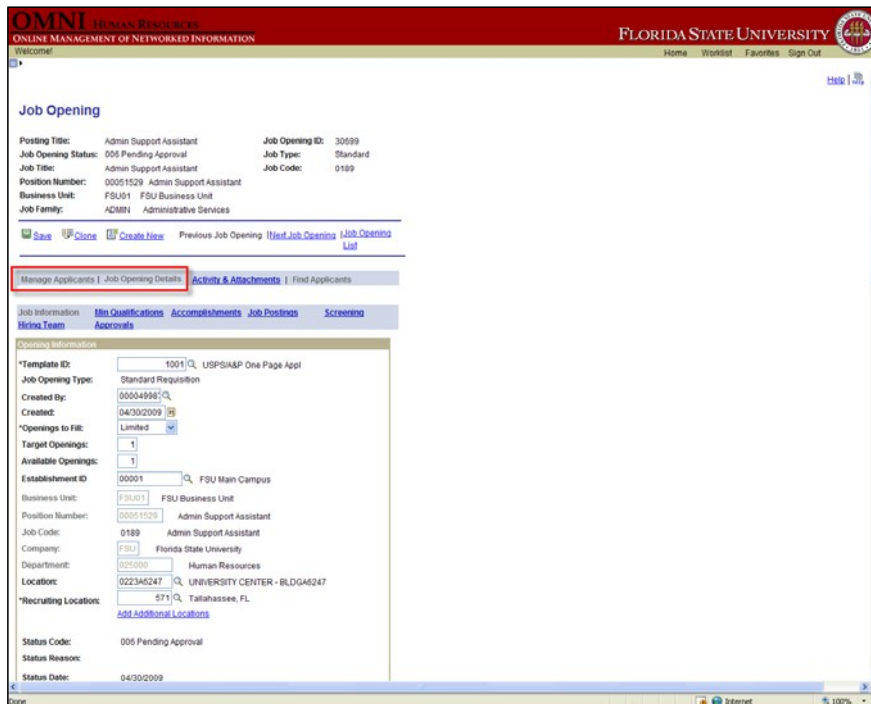 OMNI HUMAN RESOURCES
ONLINE MANAGEMENT OF NETWORKED INFORMATION
FLORIDA STATE UNIVERSITY
Welcome!
Home Worklist Favorites Sign Out
Help |
Job Opening
Posting Title: Admin Support Assistant Job Opening ID: 30699
Job Opening Status: 006 Pending Approval Job Type: Standard
Job Title: Admin Support Assistant Job Code: 0189
Position Number: 00051529 Admin Support Assistant
Business Unit: FSU01 FSU Business Unit
Job Family: ADMIN Administrative Services
Save Clone Create New Previous Job Opening |Next Job Opening |Job Opening
List
Manage Applicants | Job Opening Details Activity & Attachments | Find Applicants
Job Information Min Qualifications Accomplishments Job Postings Screening
Hiring Team Approvals
Opening Information
*Template ID: 1001 USPS/A&P One Page Appl
Job Opening Type: Standard Requisition
Created By:
Created: 04/30/2009
*Openings to Fill: Limited
Target Openings: 1
Available Openings: 1
Establishment ID 00001 FSU Main Campus
Business Unit: FSU01 FSU Business Unit
Position Number: 00051529 Admin Support Assistant
Job Code: 0189 Admin Support Assistant
Company: FSU Florida State University
Department: 025000 Human Resources
Location: 0223A5247 UNIVERSITY CENTER - BLDGA5247
*Recruiting Location: 571 Tallahassee, FL
Add Additional Locations
Status Code: 006 Pending Approval
Status Reason:
Status Date: 04/30/2009
Done Internet 100%